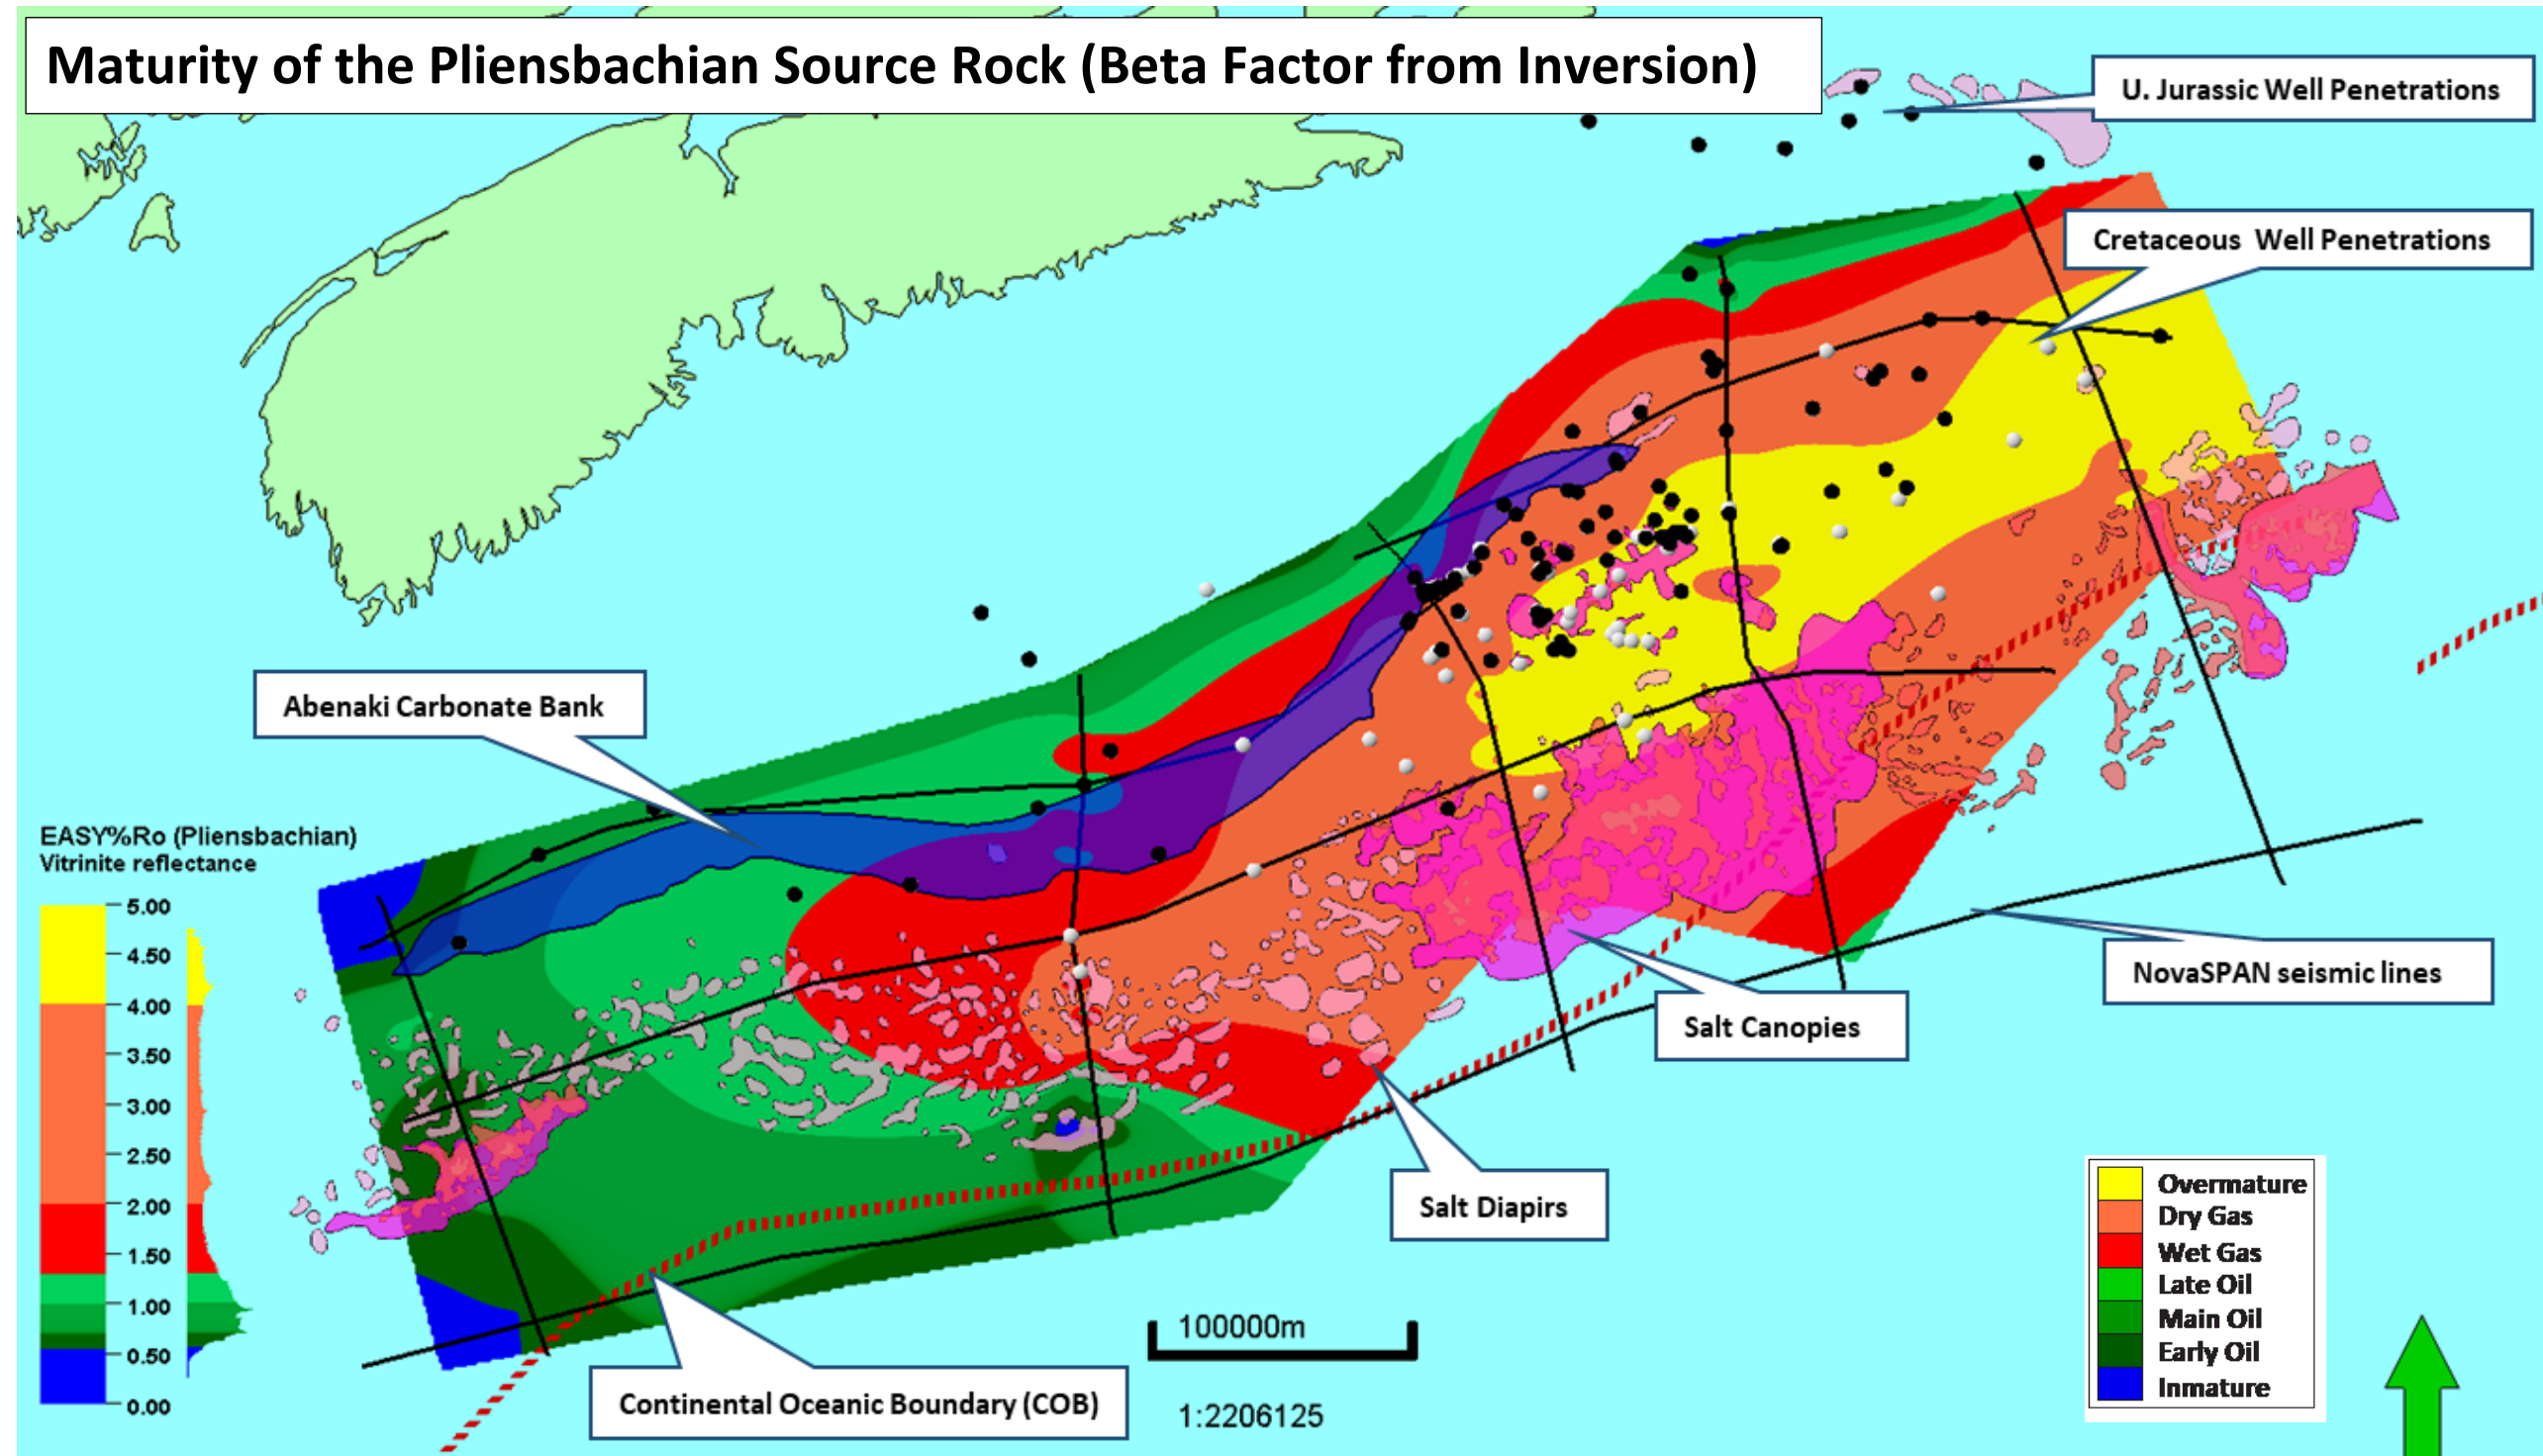 Maturity of the Pliensbachian Source Rock (Beta Factor from Inversion)
U. Jurassic Well Penetrations
Cretaceous Well Penetrations
Abenaki Carbonate Bank
EASY%Ro (Pliensbachian)
Vitrinite reflectance
5.00
4.50
4.00
3.50
3.00
2.50
2.00
1.50
1.00
0.50
0.00
NovaSPAN seismic lines
Salt Canopies
Salt Diapirs
Continental Oceanic Boundary (COB)
100000m
1:2206125
Overmature
Dry Gas
Wet Gas
Late Oil
Main Oil
Early Oil
Inmature